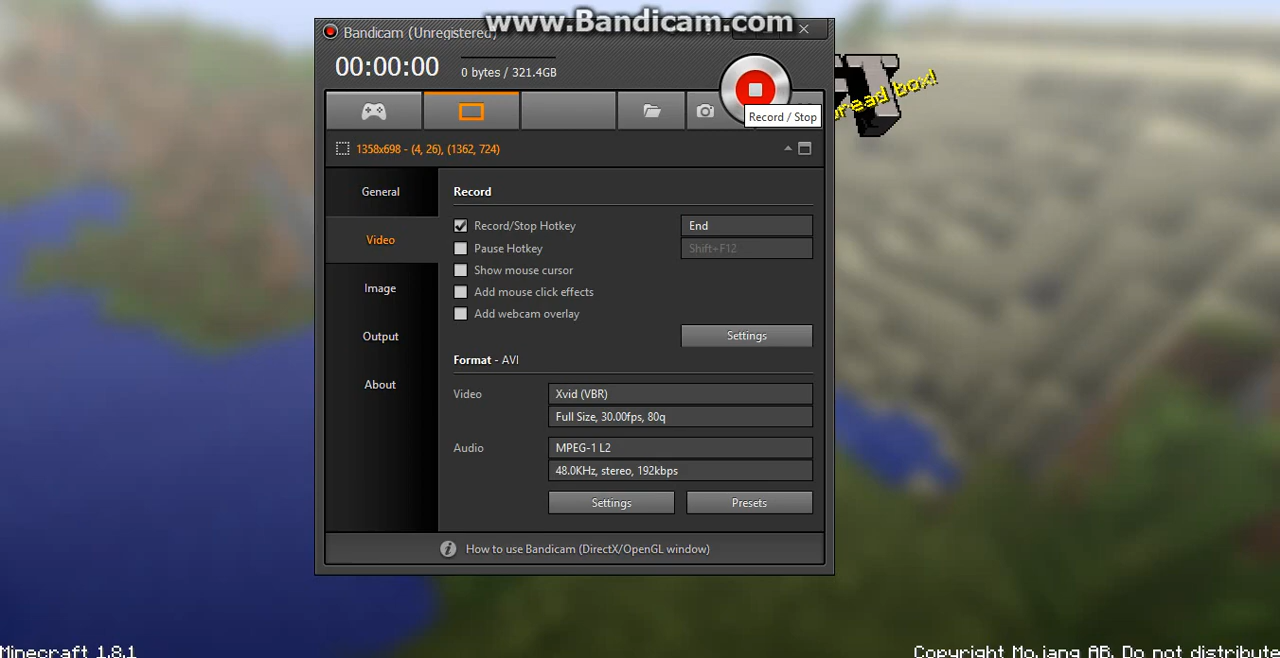 www.Bandicam.com
Bandicam (Unregistered)
00:00:00
0 bytes / 321.4GB
read box!
Record / Stop
1358x698 - (4, 26), (1362, 724)
General
Video
Image
Output
About
Record
Record/Stop Hotkey
End
Pause Hotkey
Shift+F12
Show mouse cursor
Add mouse click effects
Add webcam overlay
Settings
Format - AVI
Video
Xvid (VBR)
Full Size, 30.00fps, 80q
Audio
MPEG-1 L2
48.0KHz, stereo, 192kbps
Settings
Presets
How to use Bandicam (DirectX/OpenGL window)
Minecraft 1.8.1
Copyright Mojang AB. Do not distribute